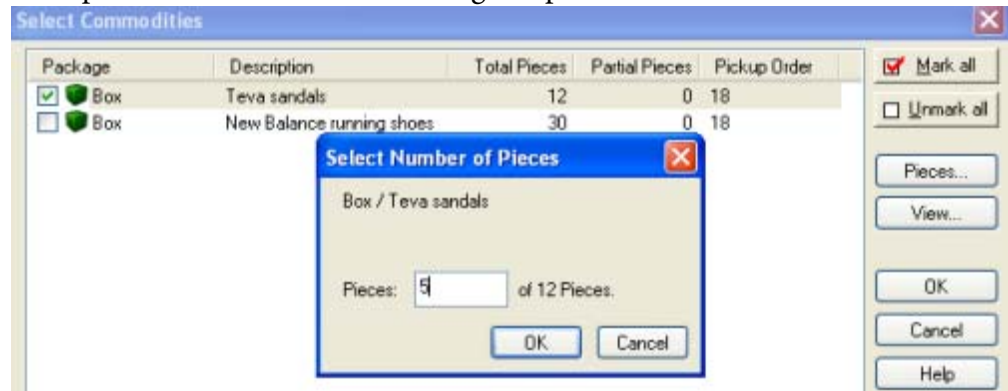 Select Commodities
Package Description Total Pieces Partial Pieces Pickup Order
Box Teva sandals 12 0 18
Box New Balance running shoes 30 0 18
Mark all
Unmark all
Pieces...
View...
OK
Cancel
Help
Select Number of Pieces
Box / Teva sandals
Pieces: 5 of 12 Pieces.
OK Cancel